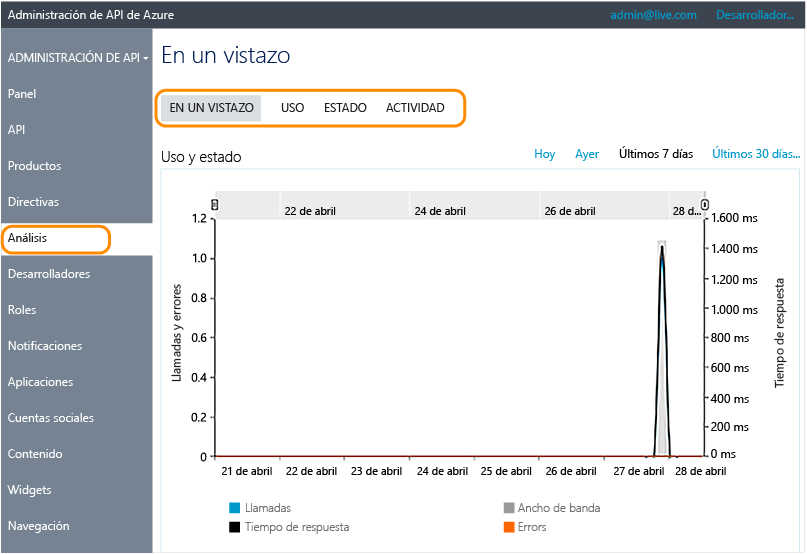 Administración de API de Azure
admin@live.com
Desarrollador...
ADMINISTRACIÓN DE API
Panel
API
Productos
Directivas
Análisis
Desarrolladores
Roles
Notificaciones
Aplicaciones
Cuentas sociales
Contenido
Widgets
Navegación
En un vistazo
EN UN VISTAZO USO ESTADO ACTIVIDAD
Uso y estado
Hoy Ayer Últimos 7 días Últimos 30 días...
22 de abril 24 de abril 26 de abril 28 d...
Llamadas y errores
1.2
1.0
0.8
0.6
0.4
0.2
0
1.600 ms
1.400 ms
1.200 ms
1.000 ms
800 ms
600 ms
400 ms
200 ms
0 ms
Tiempo de respuesta
21 de abril 22 de abril 23 de abril 24 de abril 25 de abril 26 de abril 27 de abril 28 de abril
Llamadas
Ancho de banda
Tiempo de respuesta
Errors